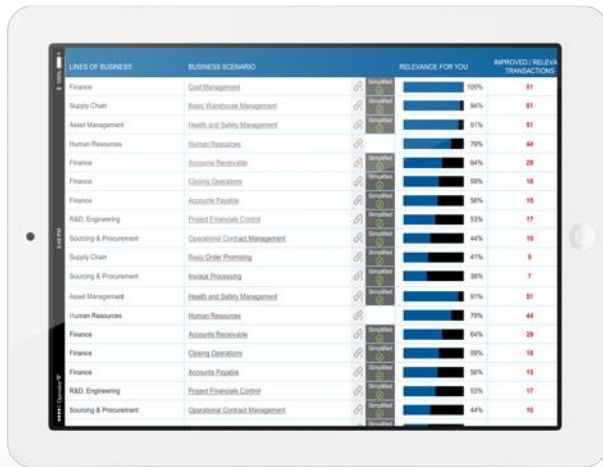 LINES OF BUSINESS BUSINESS SCENARIO RELEVANCE FOR YOU IMPROVED / RELEVA
TRANSACTIONS
Finance Cost Management Simplified 100% 81
Supply Chain Basic Warehouse Management Simplified 94% 61
Asset Management Health and Safety Management Simplified 91% 51
Human Resources Human Resources 79% 44
Finance Accounts Receivable Simplified 64% 29
Finance Closing Operations Simplified 59% 18
Finance Accounts Payable Simplified 56% 15
R&D, Engineering Project Financials Control Simplified 53% 17
Sourcing & Procurement Operational Contract Management Simplified 44% 10
Supply Chain Basic Order Promising Simplified 41% 9
Sourcing & Procurement Invoice Processing Simplified 38% 7
Asset Management Health and Safety Management Simplified 91% 51
Human Resources Human Resources 79% 44
Finance Accounts Receivable Simplified 64% 29
Finance Closing Operations Simplified 59% 18
Finance Accounts Payable Simplified 56% 15
R&D, Engineering Project Financials Control Simplified 53% 17
Sourcing & Procurement Operational Contract Management Simplified 44% 10
100%
Operator